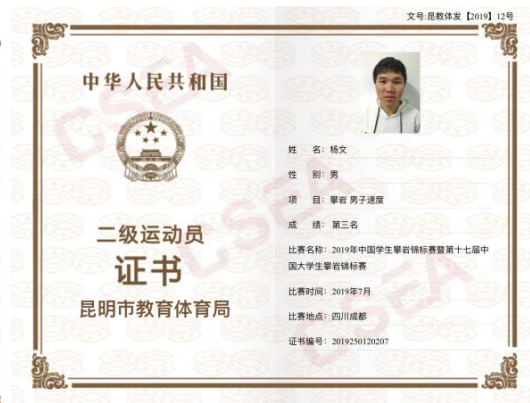 文号:昆教体发【2019】12号
中华人民共和国
二级运动员
证书
昆明市教育体育局
姓 名：杨文
性 别：男
项 目：攀岩 男子速度
成 绩：第三名
比赛名称：2019年中国学生攀岩锦标赛暨第十七届中
国大学生攀岩锦标赛
比赛时间：2019年7月
比赛地点：四川成都
证书编号：2019250120207
CSEA
CSEA
CSEA
CSEA